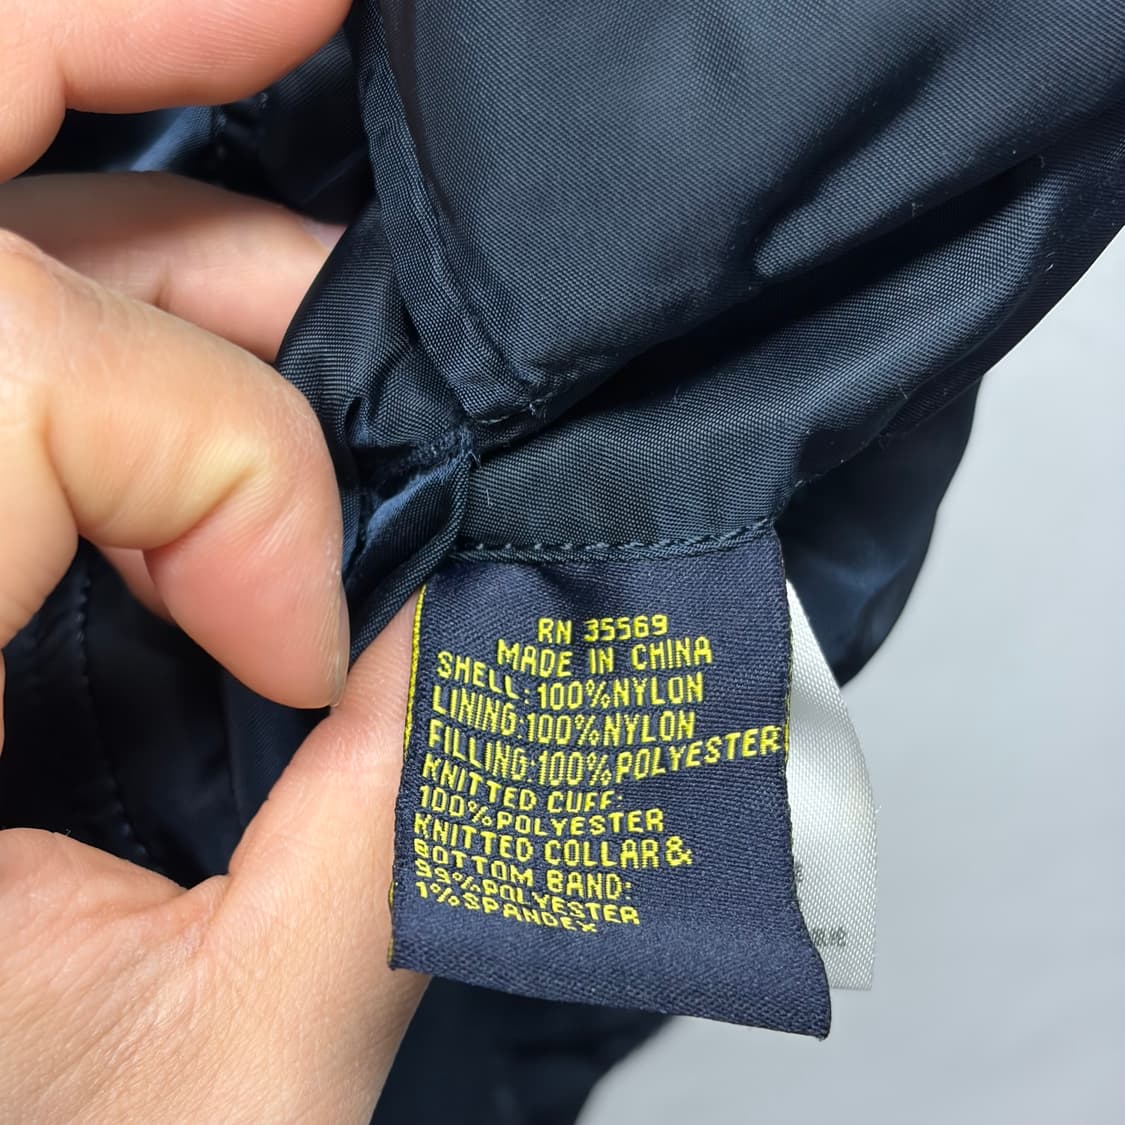 RN 35569
MADE IN CHINA
SHELL:100%NYLON
LINING:100%NYLON
FILLING:100%POLYESTER
KNITTED CUFF:
100%POLYESTER
KNITTED COLLAR&
BOTTOM BAND:
99%POLYESTER
1%SPANDEX